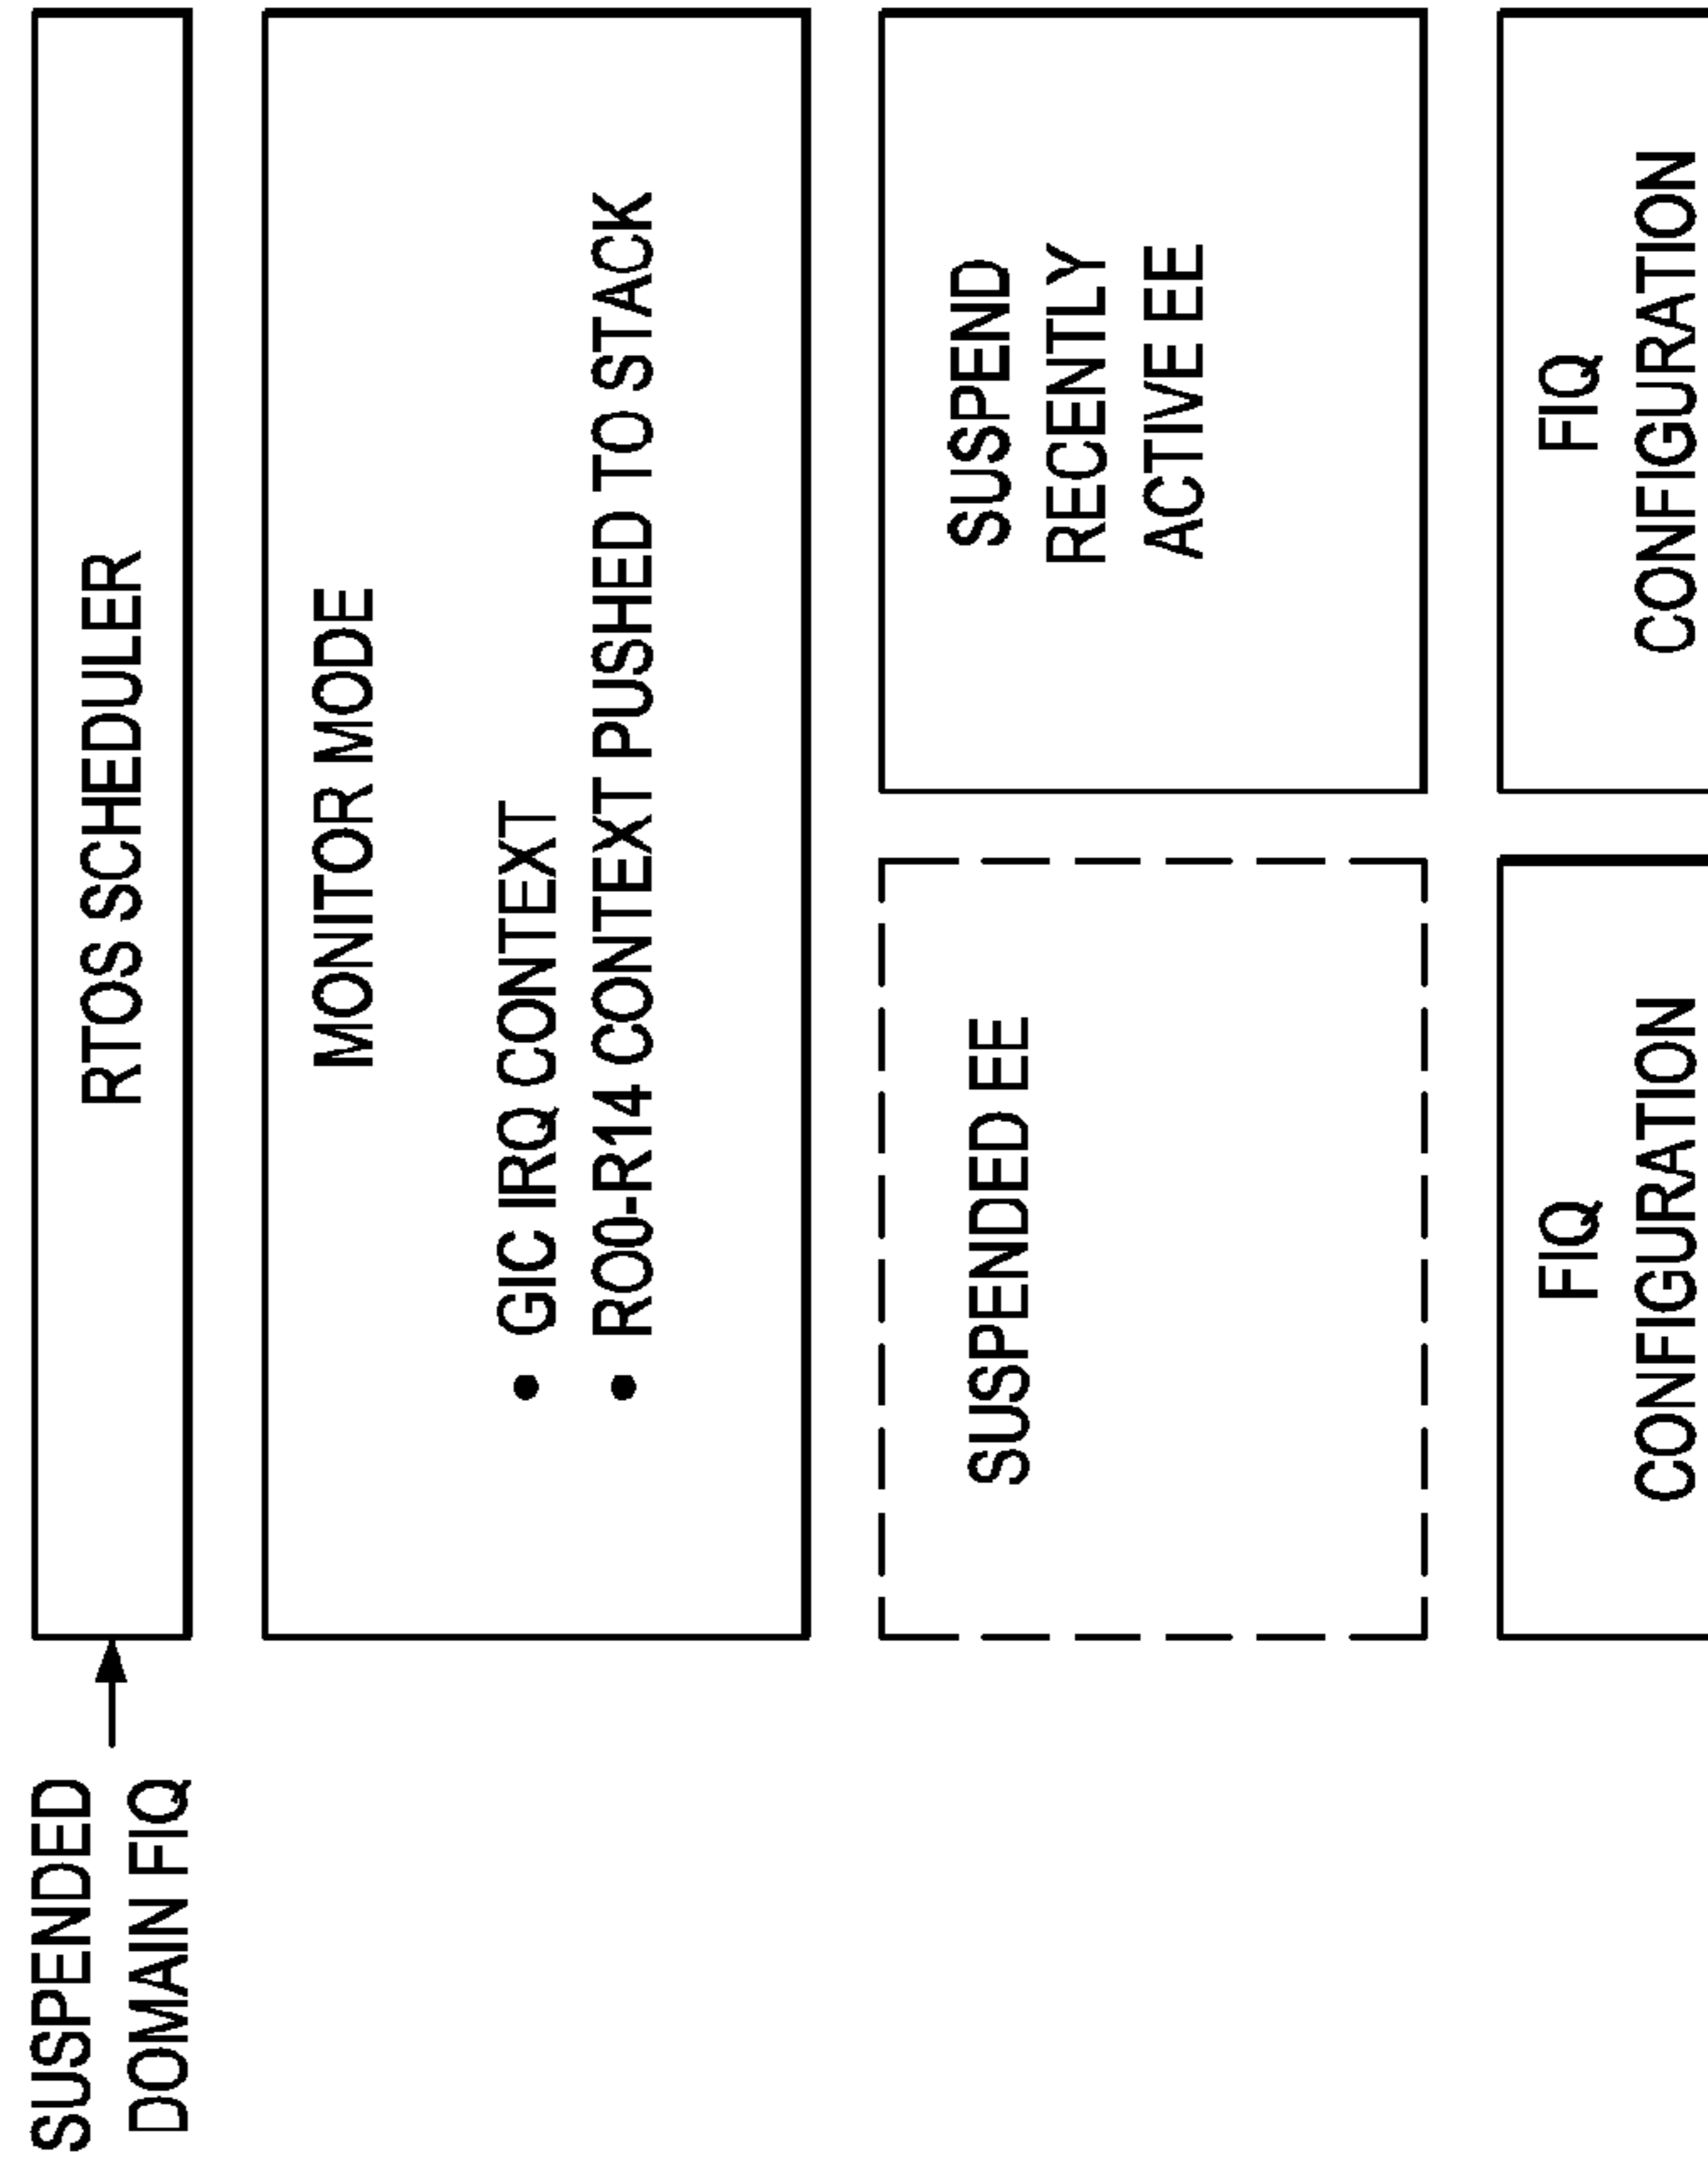 SUSPENDED
DOMAIN FIQ
RTOS SCHEDULER
MONITOR MODE
• GIC IRQ CONTEXT
• RO0-R14 CONTEXT PUSHED TO STACK
SUSPENDED EE
SUSPEND
RECENTLY
ACTIVE EE
FIQ
CONFIGURATION
FIQ
CONFIGURATION